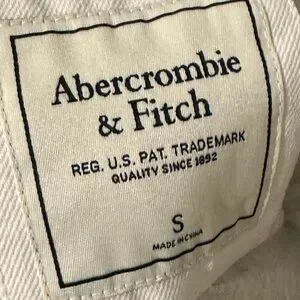 Abercrombie
& Fitch
REG. U.S. PAT. TRADEMARK
QUALITY SINCE 1892
S
MADE IN CHINA